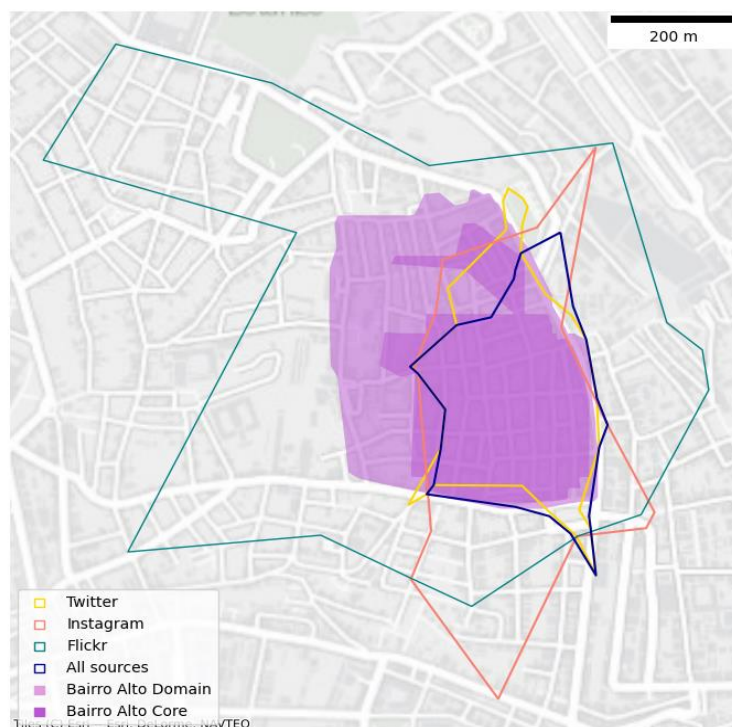 200 m
Twitter
Instagram
Flickr
All sources
Bairro Alto Domain
Bairro Alto Core